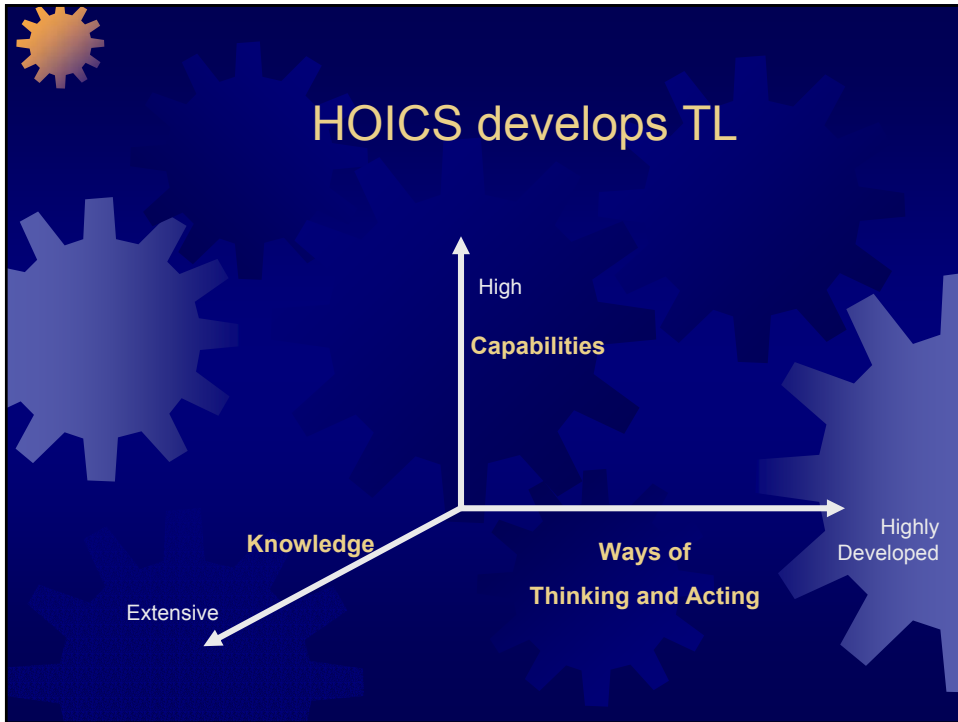 HOICS develops TL
High
Capabilities
Knowledge
Extensive
Ways of
Thinking and Acting
Highly
Developed